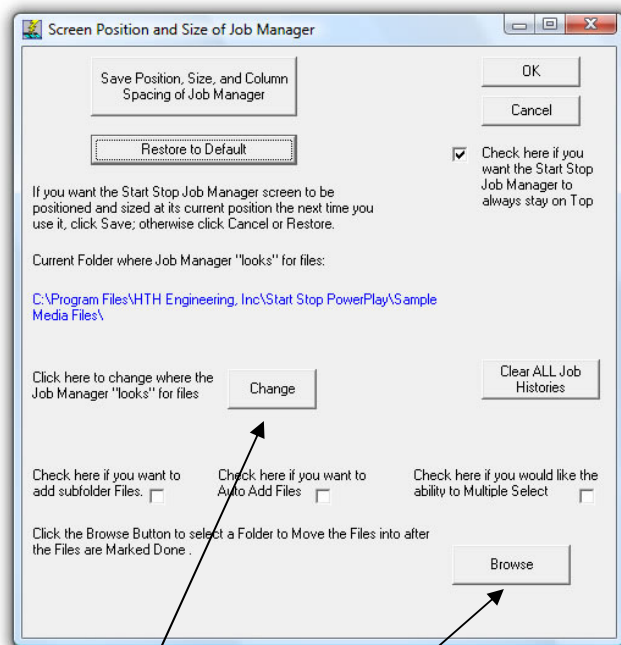 Screen Position and Size of Job Manager
Save Position, Size, and Column
Spacing of Job Manager
OK
Cancel
Restore to Default
Check here if you
want the Start Stop
Job Manager to
always stay on Top
If you want the Start Stop Job Manager screen to be
positioned and sized at its current position the next time you
use it, click Save; otherwise click Cancel or Restore.
Current Folder where Job Manager "looks" for files:
C:\Program Files\HTH Engineering, Inc\Start Stop PowerPlay\Sample
Media Files\
Click here to change where the
Job Manager "looks" for files
Change
Clear ALL Job
Histories
Check here if you want to
add subfolder Files.
Check here if you want to
Auto Add Files
Check here if you would like the
ability to Multiple Select
Click the Browse Button to select a Folder to Move the Files into after
the Files are Marked Done .
Browse